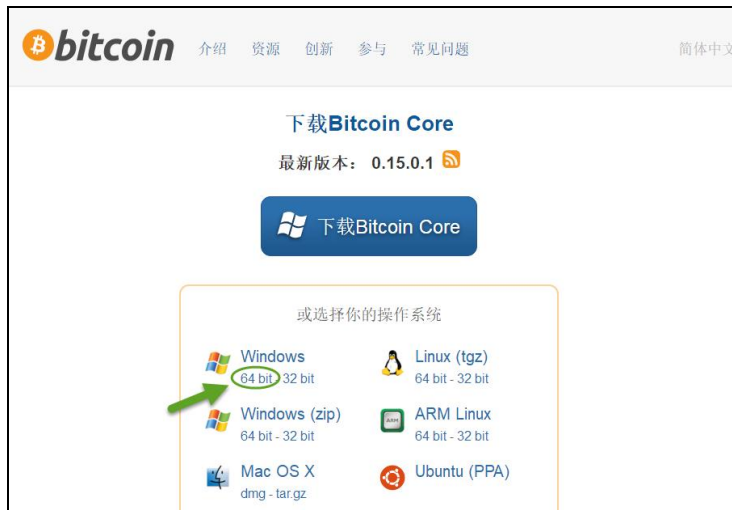 bitcoin 介绍 资源 创新 参与 常见问题 简体中文
下载Bitcoin Core
最新版本： 0.15.0.1
下载Bitcoin Core
或选择你的操作系统
Windows
64 bit - 32 bit
Linux (tgz)
64 bit - 32 bit
Windows (zip)
64 bit - 32 bit
ARM Linux
64 bit - 32 bit
Mac OS X
dmg - tar.gz
Ubuntu (PPA)